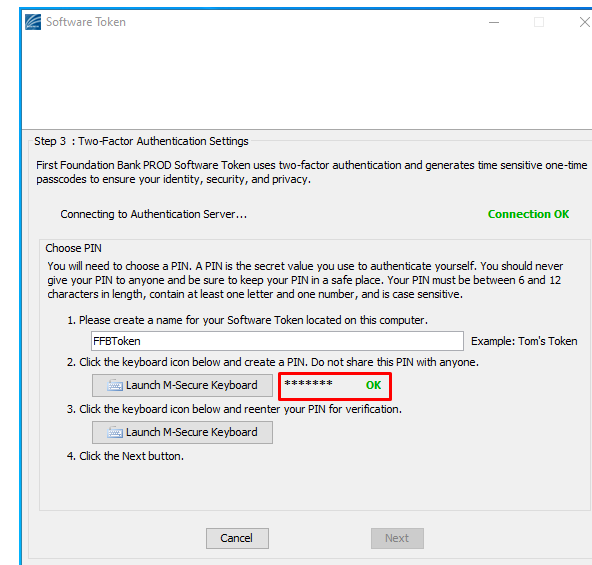 Software Token
Step 3 : Two-Factor Authentication Settings
First Foundation Bank PROD Software Token uses two-factor authentication and generates time sensitive one-time
passcodes to ensure your identity, security, and privacy.
Connecting to Authentication Server... Connection OK
Choose PIN
You will need to choose a PIN. A PIN is the secret value you use to authenticate yourself. You should never
give your PIN to anyone and be sure to keep your PIN in a safe place. Your PIN must be between 6 and 12
characters in length, contain at least one letter and one number, and is case sensitive.
1. Please create a name for your Software Token located on this computer.
FFBToken Example: Tom's Token
2. Click the keyboard icon below and create a PIN. Do not share this PIN with anyone.
Launch M-Secure Keyboard ******* OK
3. Click the keyboard icon below and reenter your PIN for verification.
Launch M-Secure Keyboard
4. Click the Next button.
Cancel Next